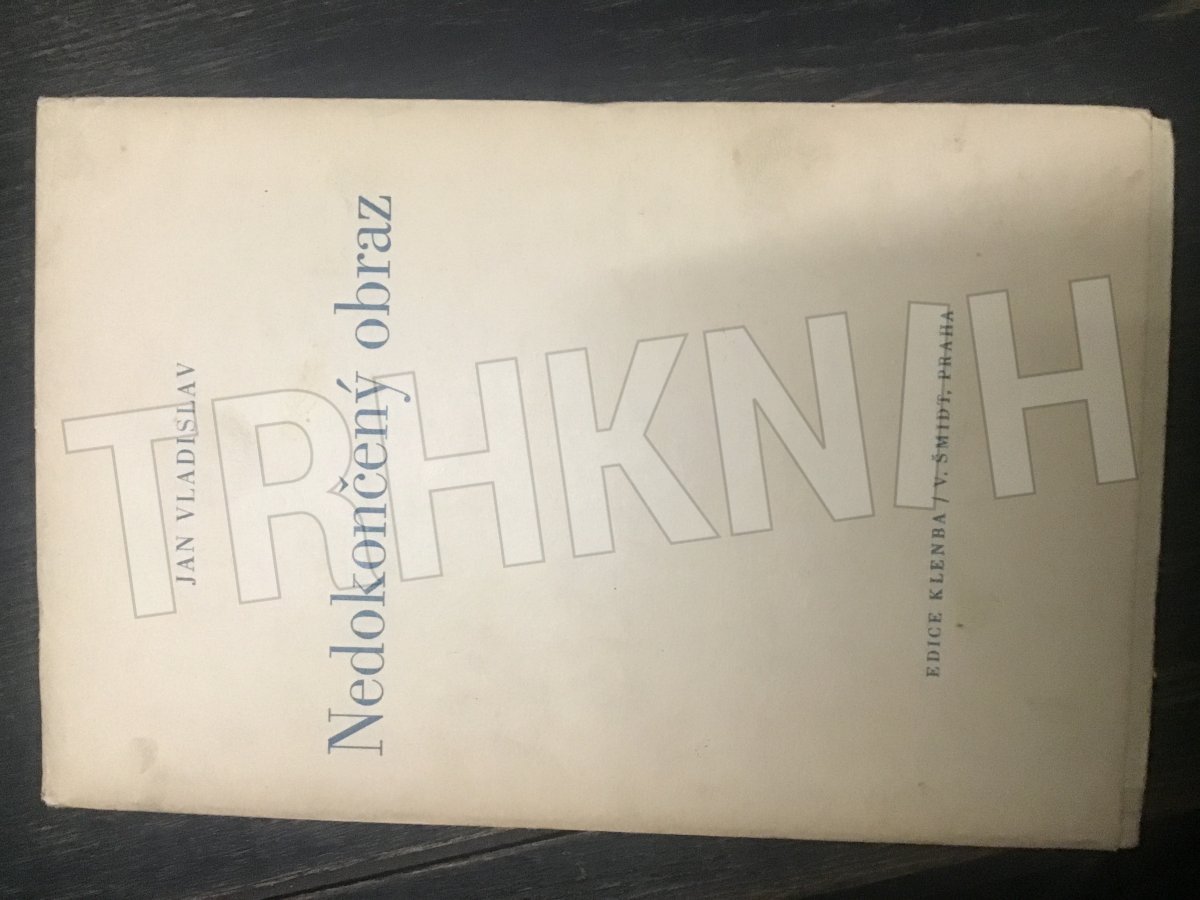 JAN VLADISLAV
Nedokončený obraz
EDICE KLENBA / V. ŠMIDT, PRAHA
TRHKNIH